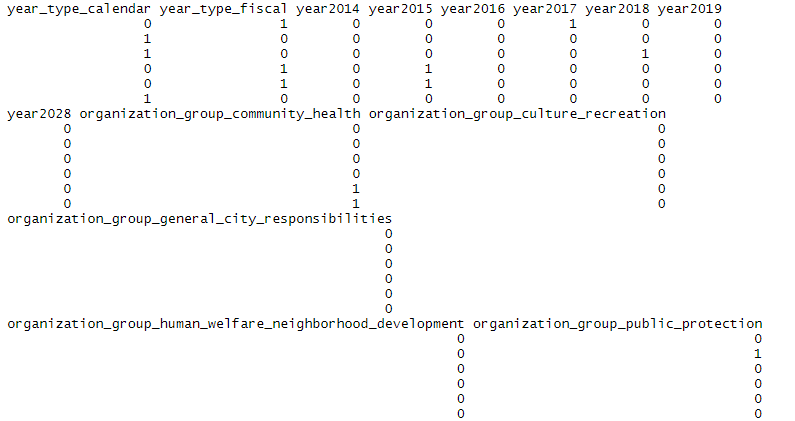 year_type_calendar year_type_fiscal year2014 year2015 year2016 year2017 year2018 year2019
0 1 0 0 0 1 0 0
1 0 0 0 0 0 0 0
1 0 0 0 0 0 1 0
0 1 0 1 0 0 0 0
0 1 0 1 0 0 0 0
1 0 0 0 0 0 0 0
year2028 organization_group_community_health organization_group_culture_recreation
0 0 0
0 0 0
0 0 0
0 0 0
0 1 0
0 1 0
organization_group_general_city_responsibilities
0
0
0
0
0
0
organization_group_human_welfare_neighborhood_development organization_group_public_protection
0 0
0 1
0 0
0 0
0 0
0 0